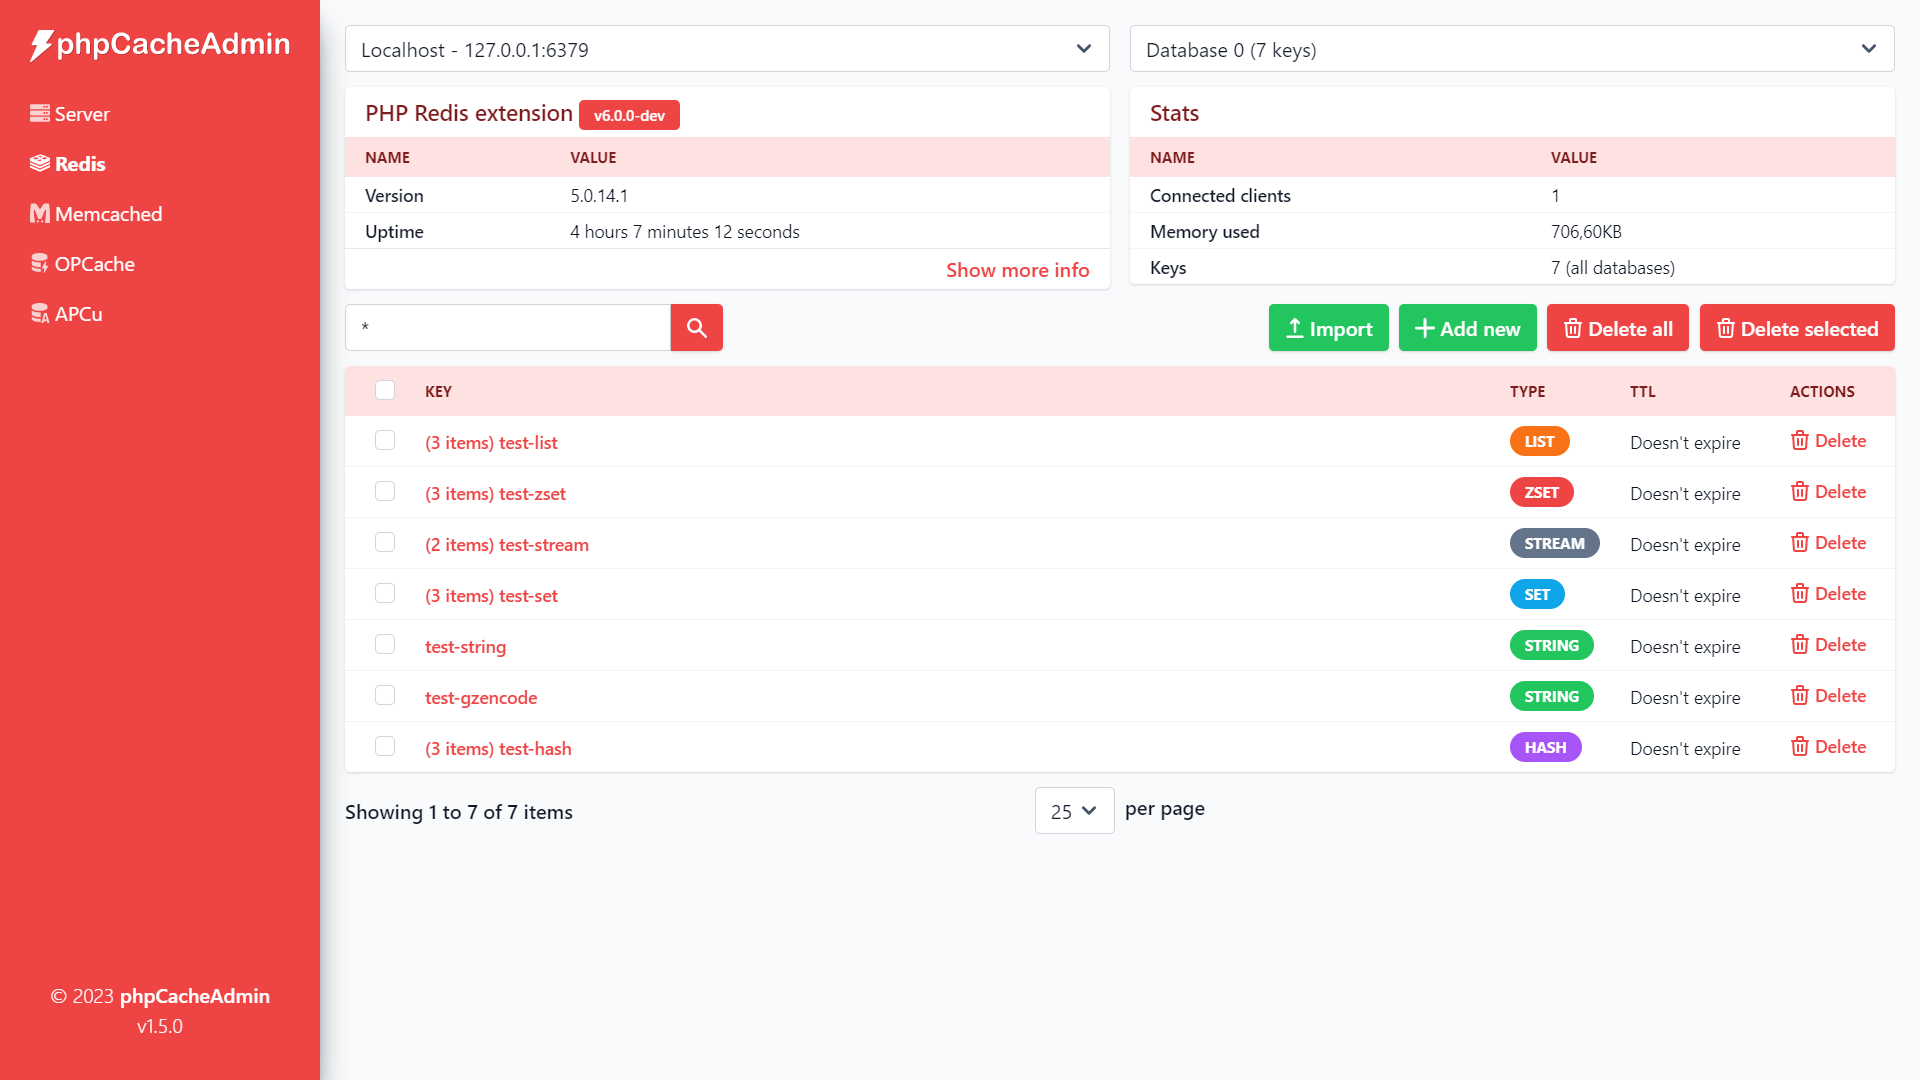 phpCacheAdmin
Server
Redis
Memcached
OPCache
APCu
© 2023 phpCacheAdmin
v1.5.0
Localhost - 127.0.0.1:6379
Database 0 (7 keys)
PHP Redis extension v6.0.0-dev
NAME VALUE
Version 5.0.14.1
Uptime 4 hours 7 minutes 12 seconds
Show more info
Stats
NAME VALUE
Connected clients 1
Memory used 706,60KB
Keys 7 (all databases)
*
Import Add new Delete all Delete selected
KEY TYPE TTL ACTIONS
(3 items) test-list LIST Doesn't expire Delete
(3 items) test-zset ZSET Doesn't expire Delete
(2 items) test-stream STREAM Doesn't expire Delete
(3 items) test-set SET Doesn't expire Delete
test-string STRING Doesn't expire Delete
test-gzencode STRING Doesn't expire Delete
(3 items) test-hash HASH Doesn't expire Delete
Showing 1 to 7 of 7 items 25 per page